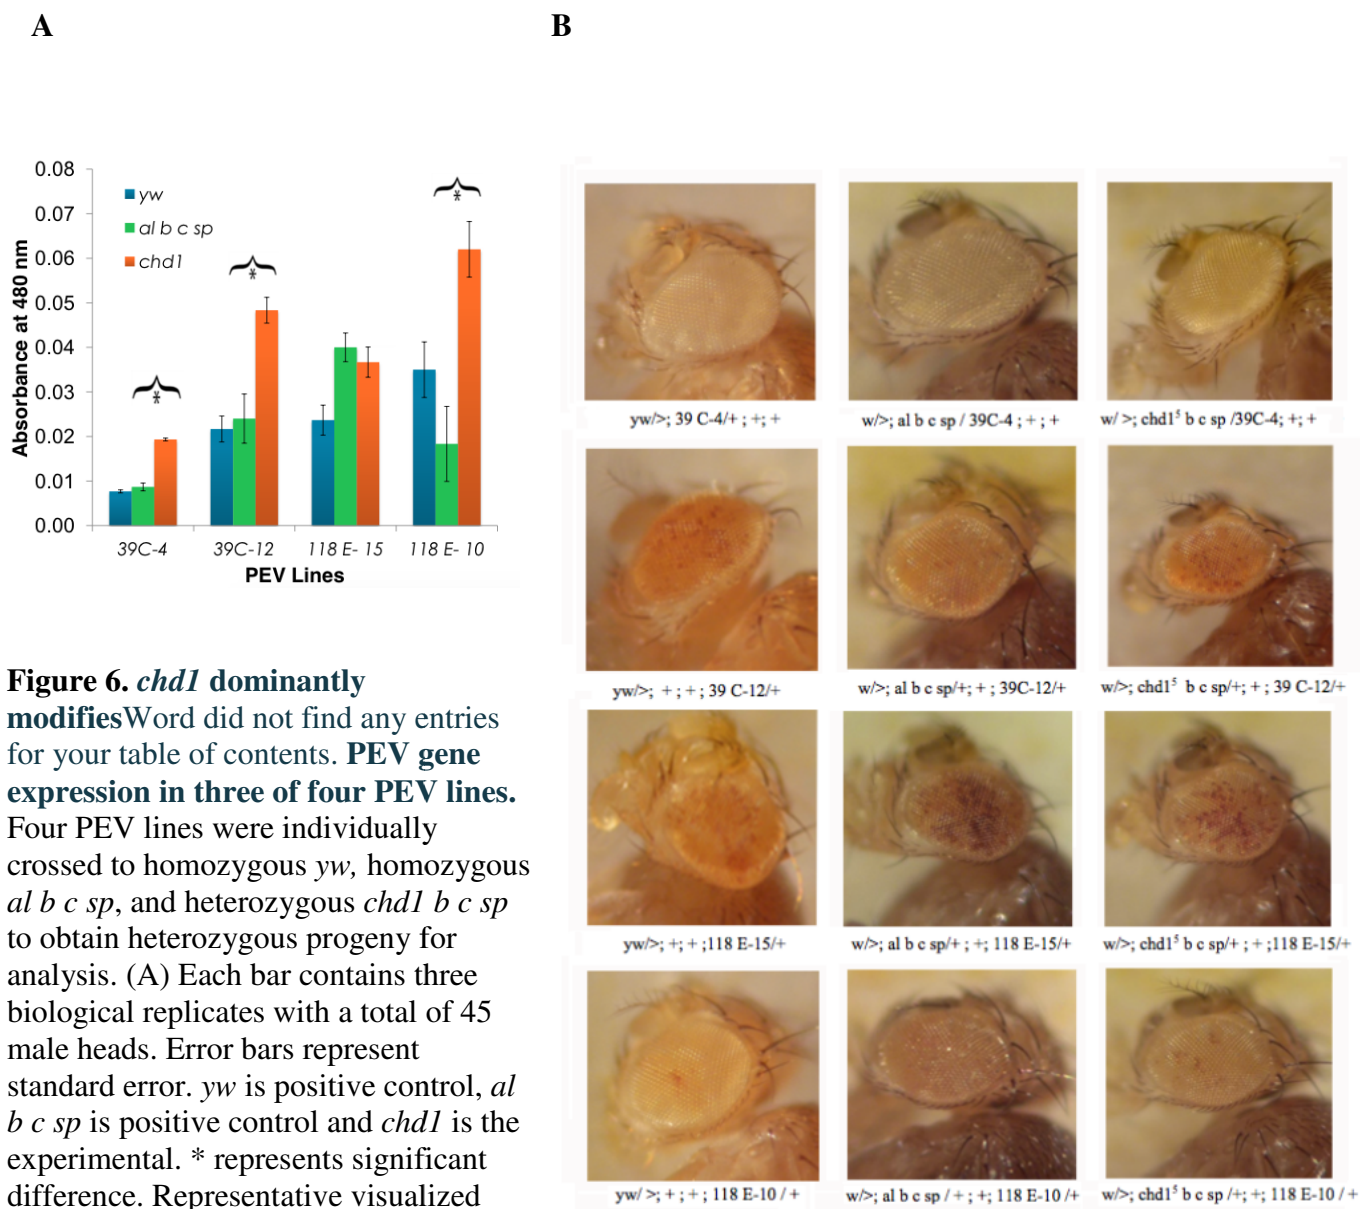 A
B
0.08
0.07
0.06
0.05
0.04
0.03
0.02
0.01
0.00
Absorbance at 480 nm
yw
al b c sp
chd1
*
*
*
39C-4
39C-12
118 E- 15
118 E- 10
PEV Lines
Figure 6. chd1 dominantly
modifiesWord did not find any entries
for your table of contents. PEV gene
expression in three of four PEV lines.
Four PEV lines were individually
crossed to homozygous yw, homozygous
al b c sp, and heterozygous chd1 b c sp
to obtain heterozygous progeny for
analysis. (A) Each bar contains three
biological replicates with a total of 45
male heads. Error bars represent
standard error. yw is positive control, al
b c sp is positive control and chd1 is the
experimental. * represents significant
difference. Representative visualized
yw/>; 39 C-4/+ ; +; +
w/>; al b c sp / 39C-4 ; + ; +
w/ >; chd1⁵ b c sp /39C-4; +; +
yw/>; + ; + ; 39 C-12/+
w/>; al b c sp/+; + ; 39C-12/+
w/>; chd1⁵ b c sp/+; + ; 39 C-12/+
yw/>; +; + ;118 E-15/+
w/>; al b c sp/+ ; +; 118 E-15/+
w/>; chd1⁵ b c sp/+ ; + ;118 E-15/+
yw/ >; + ; + ; 118 E-10 / +
w/>; al b c sp / + ; +; 118 E-10 /+
w/>; chd1⁵ b c sp /+; +; 118 E-10 / +